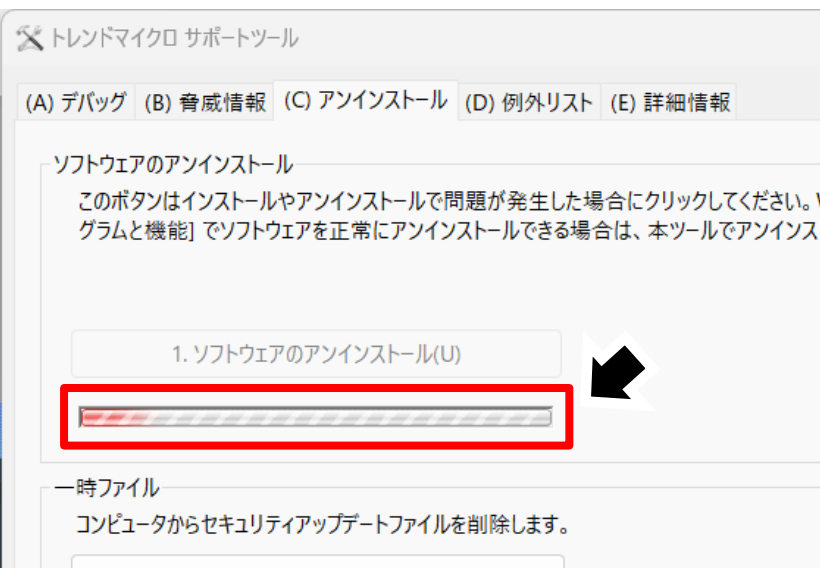 トレンドマイクロ サポートツール
(A) デバッグ (B) 脅威情報 (C) アンインストール (D) 例外リスト (E) 詳細情報
ソフトウェアのアンインストール
このボタンはインストールやアンインストールで問題が発生した場合にクリックしてください。
グラムと機能] でソフトウェアを正常にアンインストールできる場合は、本ツールでアンインス
1. ソフトウェアのアンインストール(U)
一時ファイル
コンピュータからセキュリティアップデートファイルを削除します。